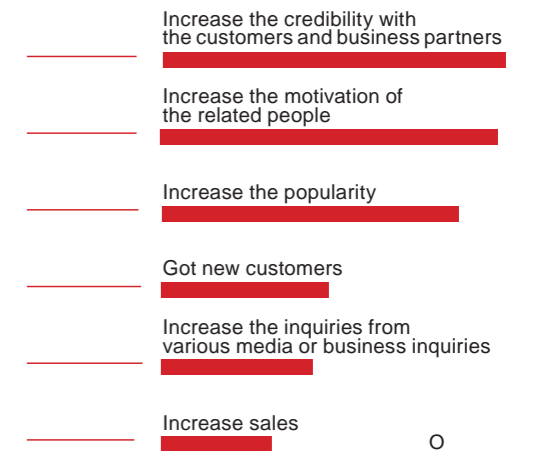 Increase the credibility with
the customers and business partners
Increase the motivation of
the related people
Increase the popularity
Got new customers
Increase the inquiries from
various media or business inquiries
Increase sales
O